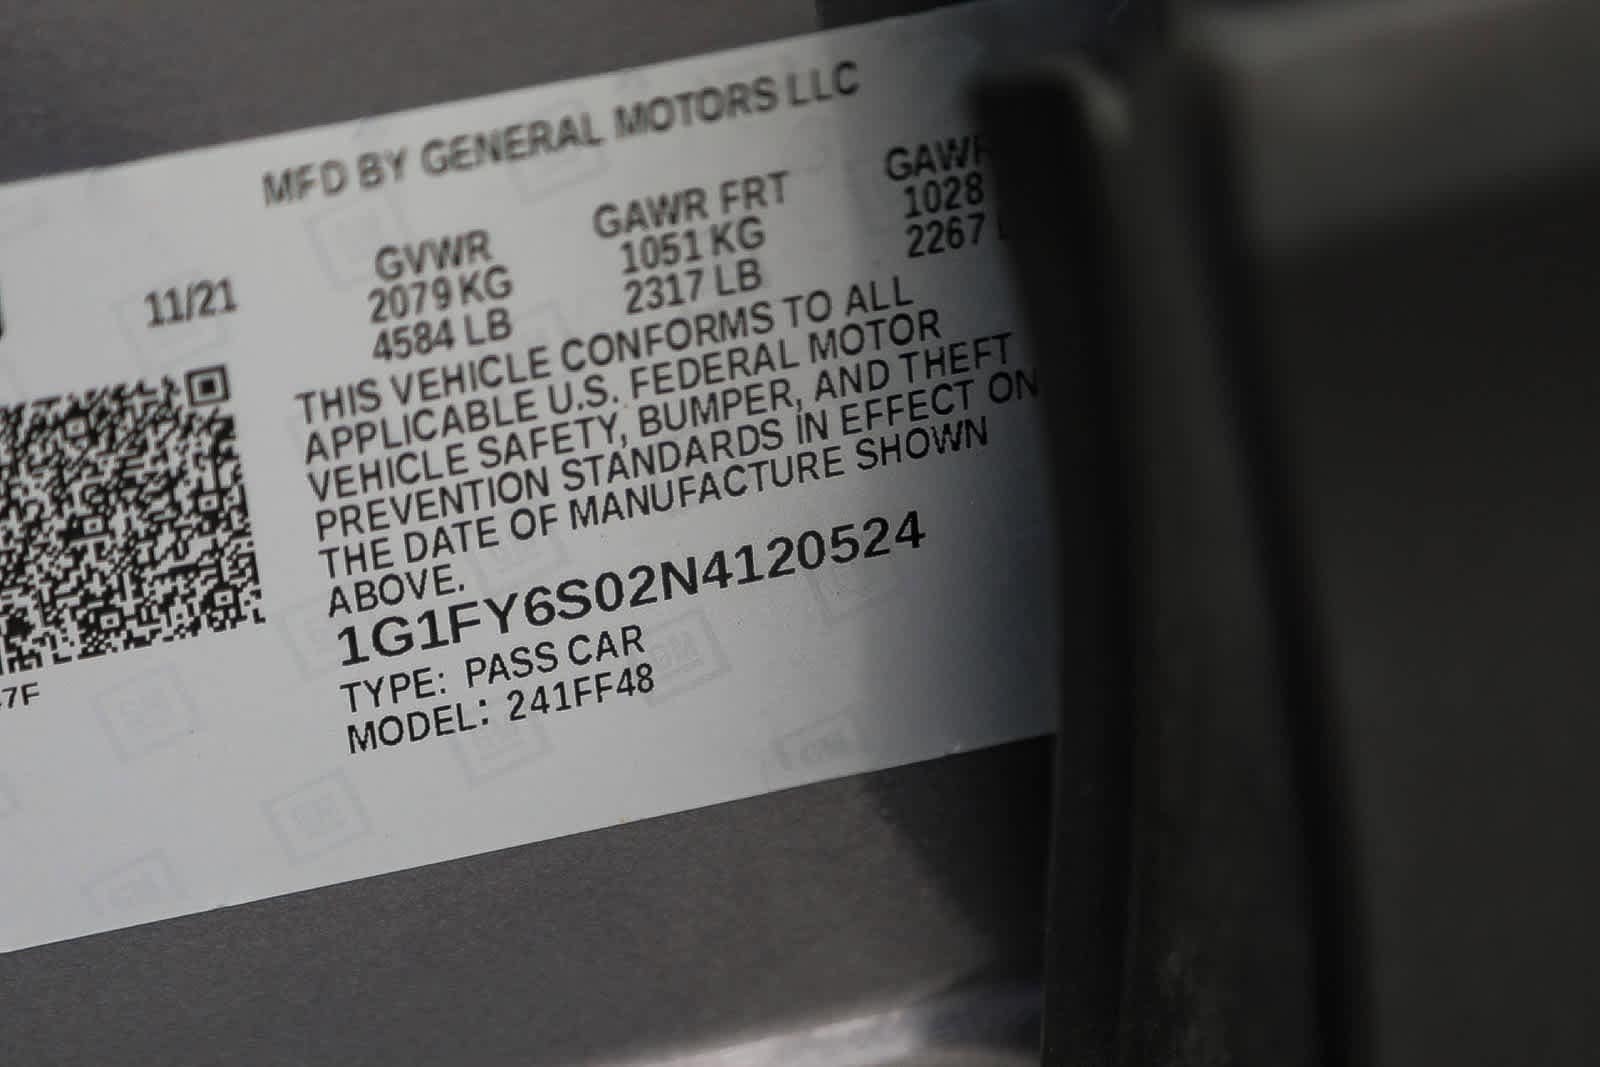 MFD BY GENERAL MOTORS LLC
11/21
GVWR
2079 KG
4584 LB
GAWR FRT
1051 KG
2317 LB
GAWR
1028
2267
THIS VEHICLE CONFORMS TO ALL
APPLICABLE U.S. FEDERAL MOTOR
VEHICLE SAFETY, BUMPER, AND THEFT
PREVENTION STANDARDS IN EFFECT ON
THE DATE OF MANUFACTURE SHOWN
ABOVE.
1G1FY6S02N4120524
TYPE: PASS CAR
MODEL: 241FF48
7F